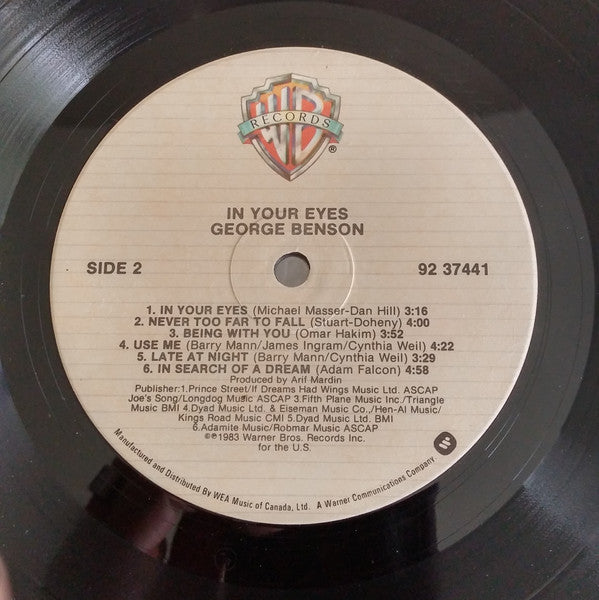 WB
RECORDS
®
IN YOUR EYES
GEORGE BENSON
SIDE 2
92 37441
1. IN YOUR EYES (Michael Masser-Dan Hill) 3:16
2. NEVER TOO FAR TO FALL (Stuart-Doheny) 4:00
3. BEING WITH YOU (Omar Hakim) 3:52
4. USE ME (Barry Mann/James Ingram/Cynthia Weil) 4:22
5. LATE AT NIGHT (Barry Mann/Cynthia Weil) 3:29
6. IN SEARCH OF A DREAM (Adam Falcon) 4:58
Produced by Arif Mardin
Publisher:1.Prince Street/If Dreams Had Wings Music Ltd. ASCAP
Joe's Song/Longdog Music ASCAP 3.Fifth Plane Music Inc./Triangle
Music BMI 4.Dyad Music Ltd. & Eiseman Music Co./Hen-Al Music/
Kings Road Music CMI 5.Dyad Music Ltd. BMI
6.Adamite Music/Robmar Music ASCAP
©℗1983 Warner Bros. Records Inc.
for the U.S.
Manufactured and Distributed By WEA Music of Canada, Ltd. A Warner Communications Company